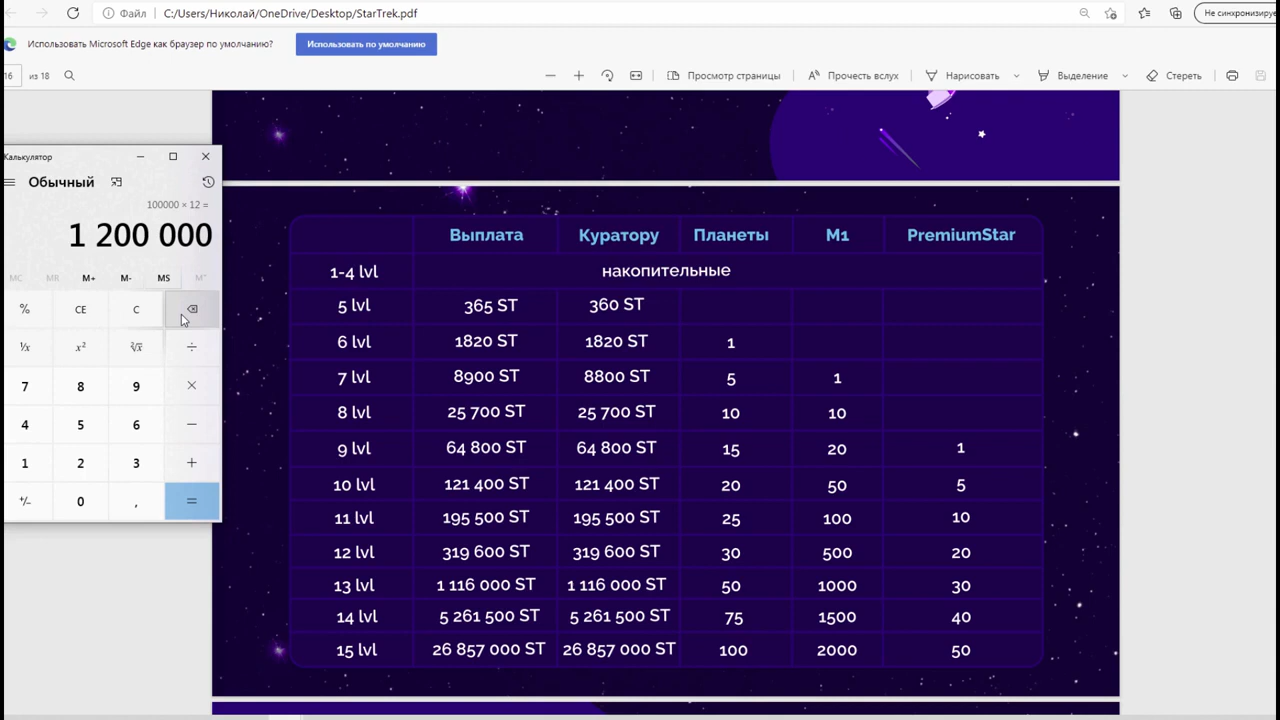 Файл C:/Users/Николай/OneDrive/Desktop/StarTrek.pdf Не синхронизируе
Использовать Microsoft Edge как браузер по умолчанию? Использовать по умолчанию
16 из 18 Просмотр страницы Прочесть вслух Нарисовать Выделение Стереть
Калькулятор
Обычный
100000 × 12 =
1 200 000
MC MR M+ M- MS M˅
% CE C
¹/x x² ²√x ÷
7 8 9 ×
4 5 6 −
1 2 3 +
+/− 0 , =
Выплата Куратору Планеты M1 PremiumStar
1-4 lvl накопительные
5 lvl 365 ST 360 ST
6 lvl 1820 ST 1820 ST 1
7 lvl 8900 ST 8800 ST 5 1
8 lvl 25 700 ST 25 700 ST 10 10
9 lvl 64 800 ST 64 800 ST 15 20 1
10 lvl 121 400 ST 121 400 ST 20 50 5
11 lvl 195 500 ST 195 500 ST 25 100 10
12 lvl 319 600 ST 319 600 ST 30 500 20
13 lvl 1 116 000 ST 1 116 000 ST 50 1000 30
14 lvl 5 261 500 ST 5 261 500 ST 75 1500 40
15 lvl 26 857 000 ST 26 857 000 ST 100 2000 50